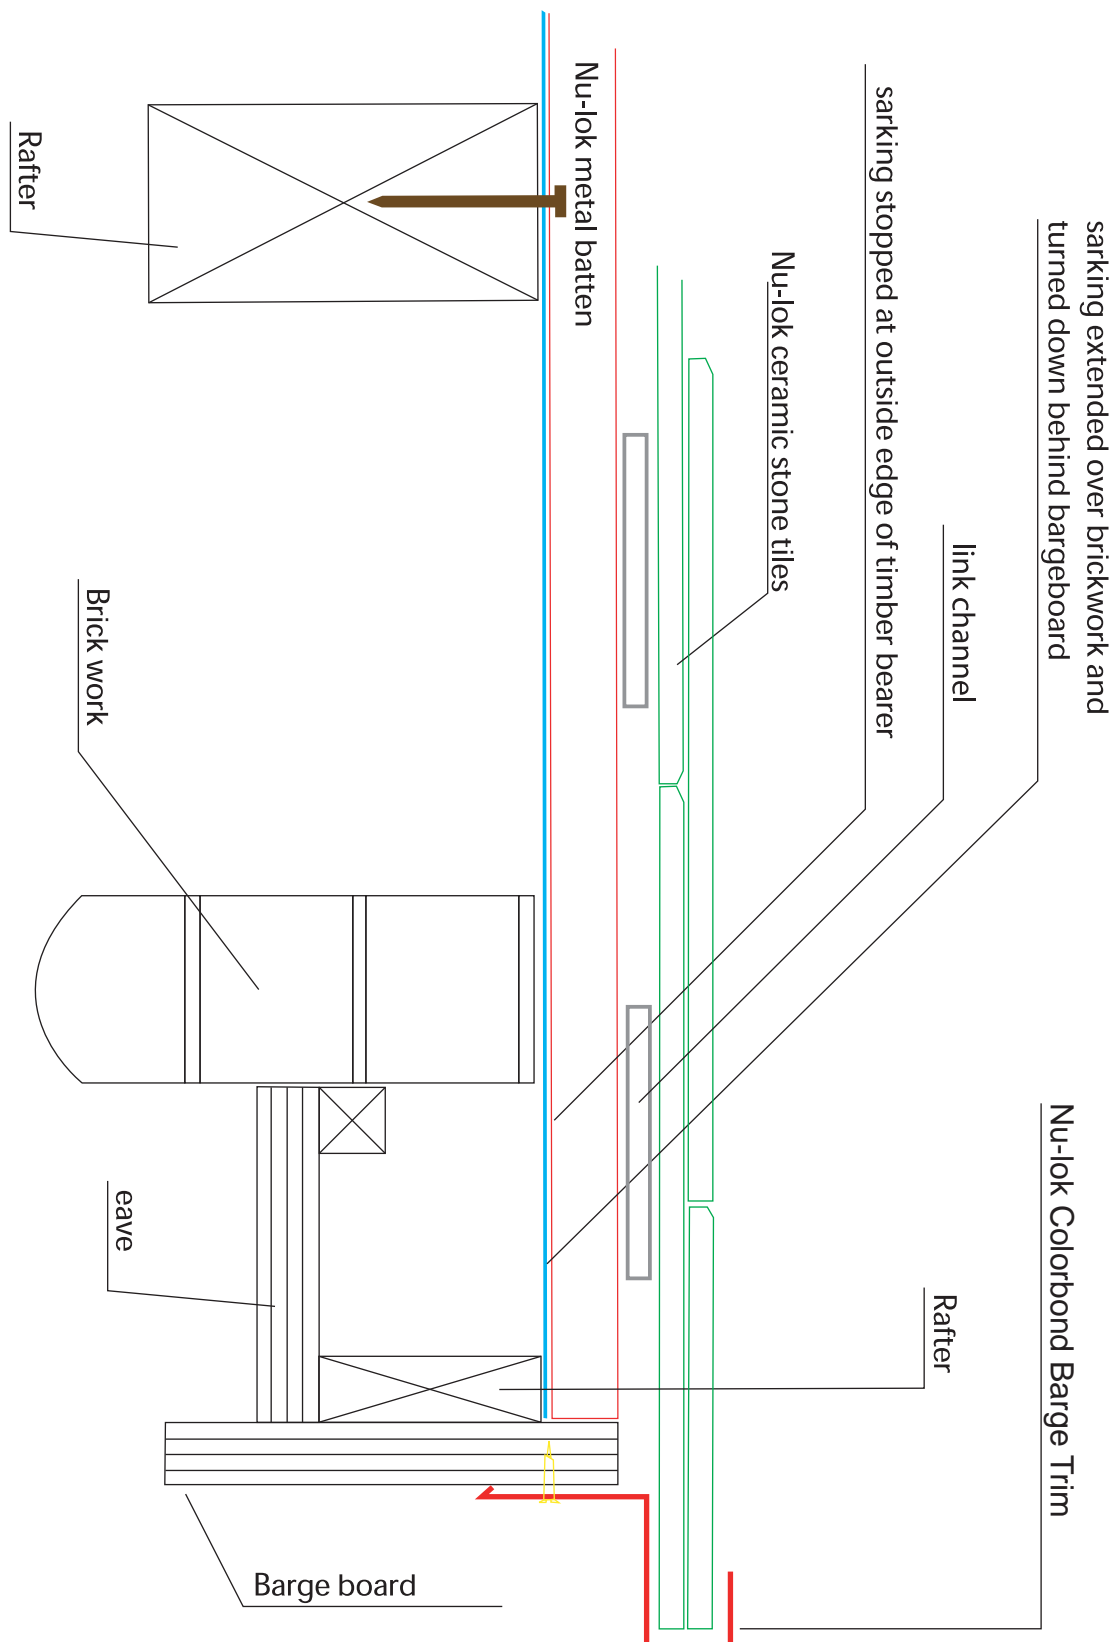 sarking extended over brickwork and
turned down behind bargeboard
Nu-lok Colorbond Barge Trim
link channel
Rafter
sarking stopped at outside edge of timber bearer
Nu-lok ceramic stone tiles
Nu-lok metal batten
Barge board
eave
Brick work
Rafter